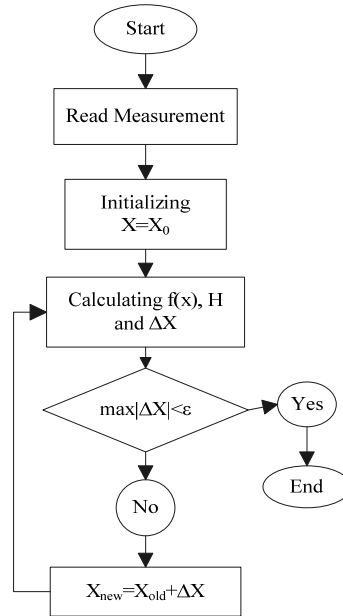 Start
Read Measurement
Initializing
X=X₀
Calculating f(x), H
and ΔX
max|ΔX|<ε
Yes
End
No
Xnew=Xold+ΔX